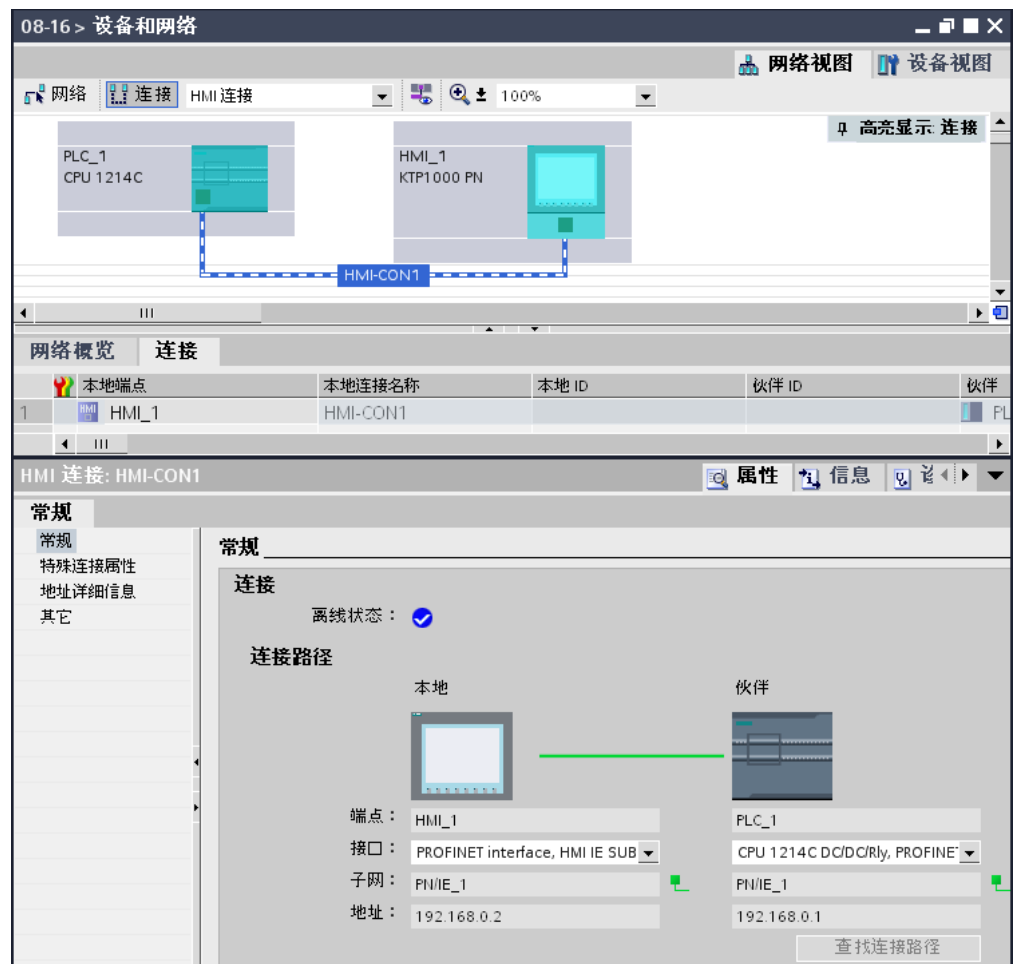 08-16 > 设备和网络
网络视图 设备视图
网络 连接 HMI 连接 100%
高亮显示: 连接
PLC_1
CPU 1214C
HMI_1
KTP1000 PN
HMI-CON1
网络概览 连接
本地端点 本地连接名称 本地 ID 伙伴 ID 伙伴
1 HMI_1 HMI-CON1 PL
HMI 连接: HMI-CON1 属性 信息
常规
常规
特殊连接属性
地址详细信息
其它
常规
连接
离线状态：
连接路径
本地 伙伴
端点： HMI_1 PLC_1
接口： PROFINET interface, HMI IE SUB CPU 1214C DC/DC/Rly, PROFINE
子网： PN/IE_1 PN/IE_1
地址： 192.168.0.2 192.168.0.1
查找连接路径